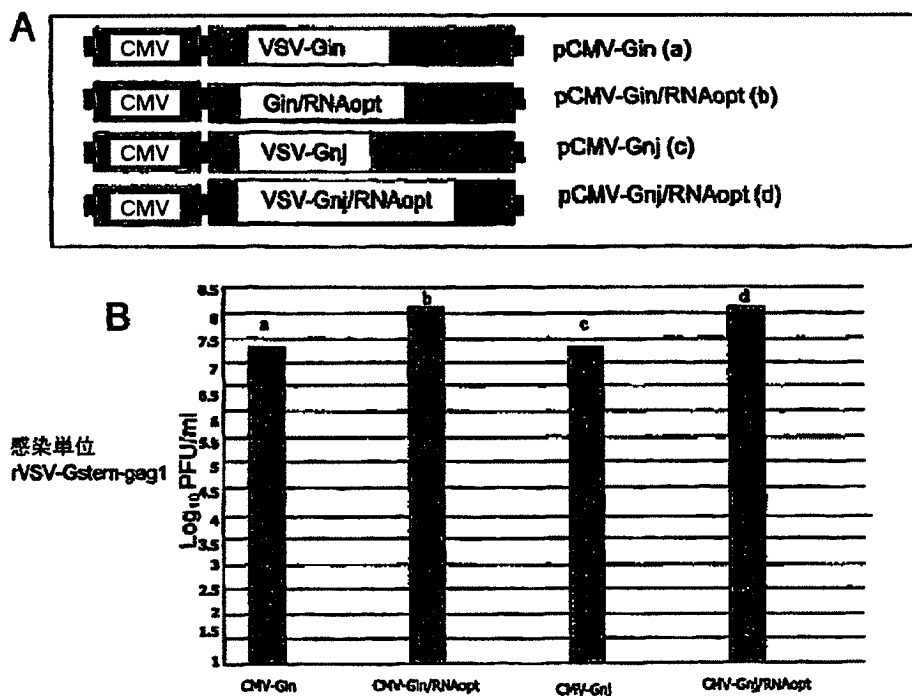 A
CMV VSV-Gin pCMV-Gin (a)
CMV Gin/RNAopt pCMV-Gin/RNAopt (b)
CMV VSV-Gnj pCMV-Gnj (c)
CMV VSV-Gnj/RNAopt pCMV-Gnj/RNAopt (d)
B
感染単位
rVSV-Gstem-gag1
Log10 PFU/ml
8.5
8
7.5
7
6.5
6
5.5
5
4.5
4
3.5
3
2.5
2
1.5
1
a
b
c
d
CMV-Gin
CMV-Gin/RNAopt
CMV-Gnj
CMV-Gnj/RNAopt